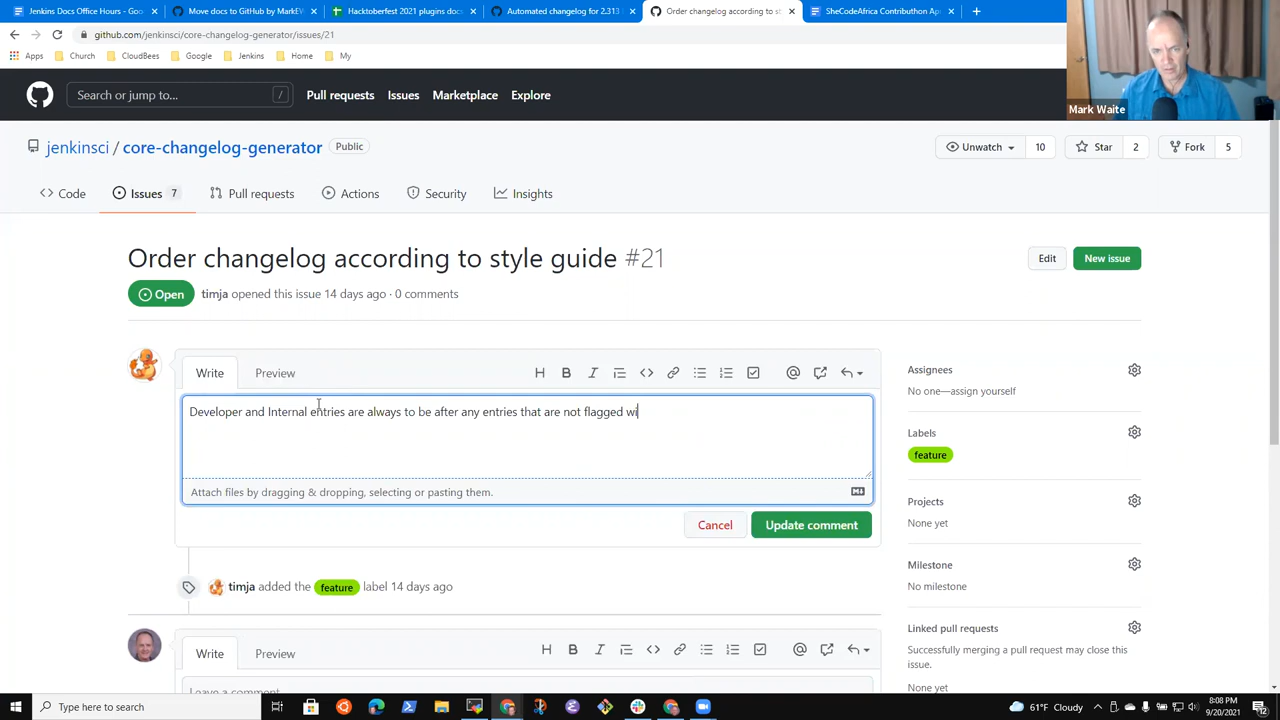 Jenkins Docs Office Hours - Goo
Move docs to GitHub by MarkEW
Hacktoberfest 2021 plugins docs
Automated changelog for 2.313 b
Order changelog according to sty
SheCodeAfrica Contributhon Ap
github.com/jenkinsci/core-changelog-generator/issues/21
Apps
Church
CloudBees
Google
Jenkins
Home
My
Mark Waite
Search or jump to...
/
Pull requests
Issues
Marketplace
Explore
jenkinsci / core-changelog-generator
Public
Unwatch
10
Star
2
Fork
5
Code
Issues 7
Pull requests
Actions
Security
Insights
Order changelog according to style guide #21
Edit
New issue
Open
timja opened this issue 14 days ago · 0 comments
Write
Preview
Developer and Internal entries are always to be after any entries that are not flagged wi
Attach files by dragging & dropping, selecting or pasting them.
Cancel
Update comment
timja added the feature label 14 days ago
Write
Preview
Leave a comment
Assignees
No one—assign yourself
Labels
feature
Projects
None yet
Milestone
No milestone
Linked pull requests
Successfully merging a pull request may close this
issue.
None yet
Type here to search
61°F Cloudy
8:08 PM
9/20/2021
12